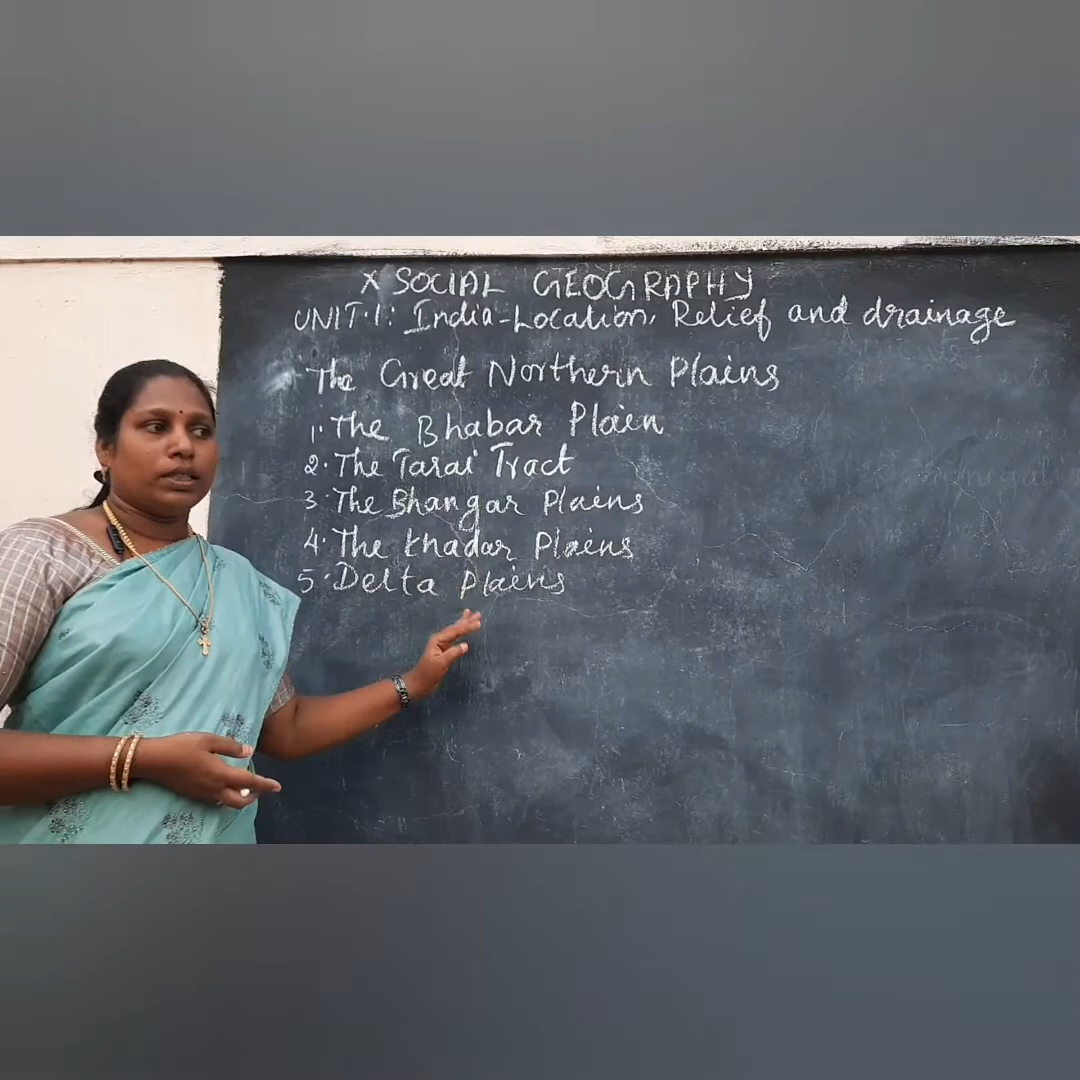 X SOCIAL GEOGRAPHY
UNIT.1: India-Location, Relief and drainage
The Great Northern Plains
1. The Bhabar Plain
2. The Tarai Tract
3. The Bhangar Plains
4. The Khadar Plains
5. Delta Plains